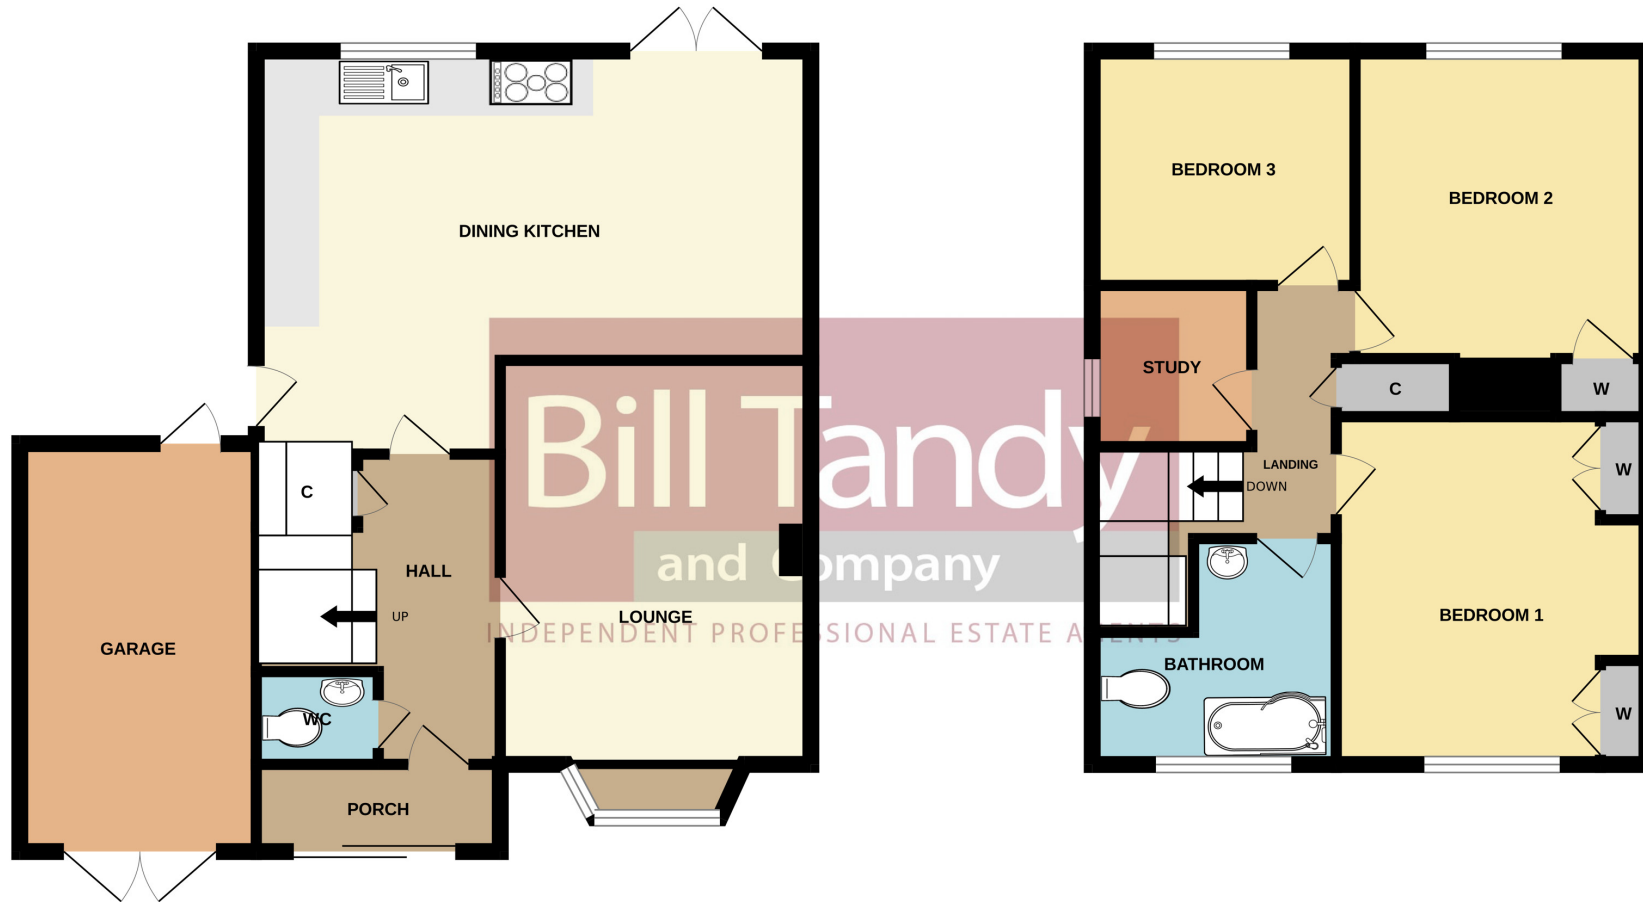 DINING KITCHEN
C
HALL
UP
LOUNGE
GARAGE
WC
PORCH
BEDROOM 3
BEDROOM 2
STUDY
C
W
LANDING
DOWN
W
BEDROOM 1
BATHROOM
W
Bill Tandy
and Company
INDEPENDENT PROFESSIONAL ESTATE AGENTS